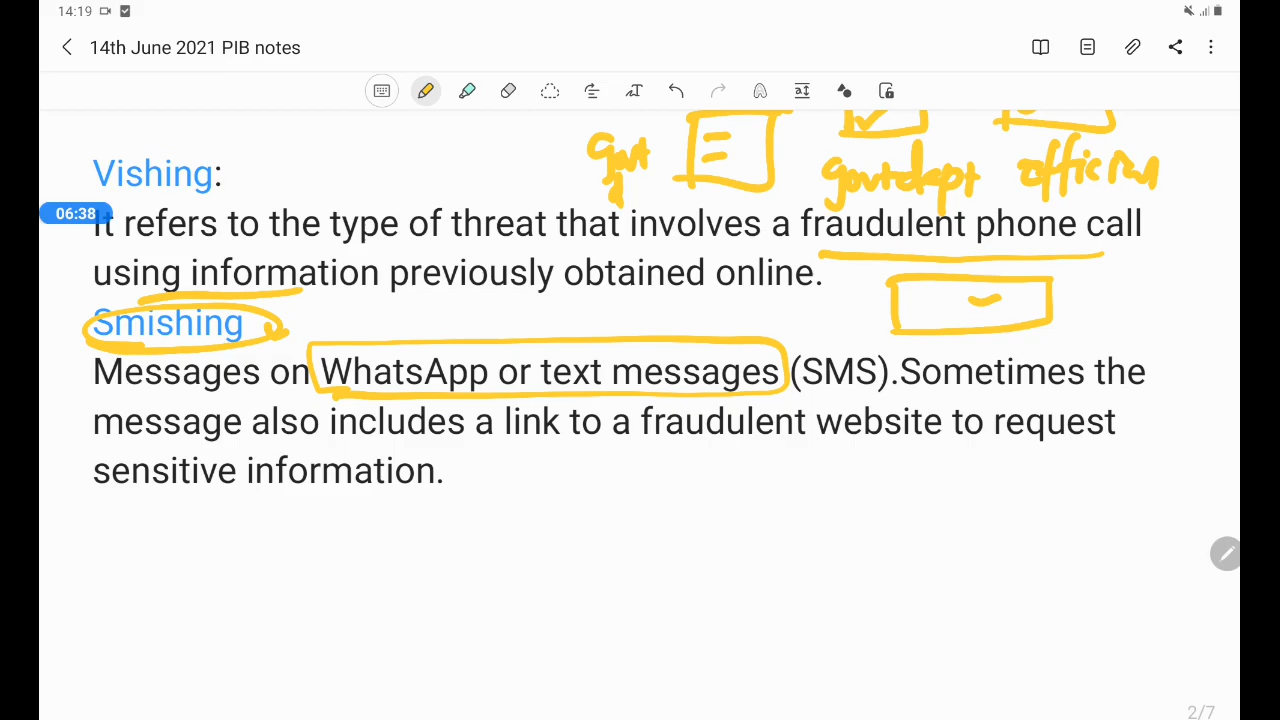 14:19
14th June 2021 PIB notes
govt
govt dept
official
Vishing:
06:38
It refers to the type of threat that involves a fraudulent phone call
using information previously obtained online.
Smishing
Messages on WhatsApp or text messages (SMS).Sometimes the
message also includes a link to a fraudulent website to request
sensitive information.
2/7